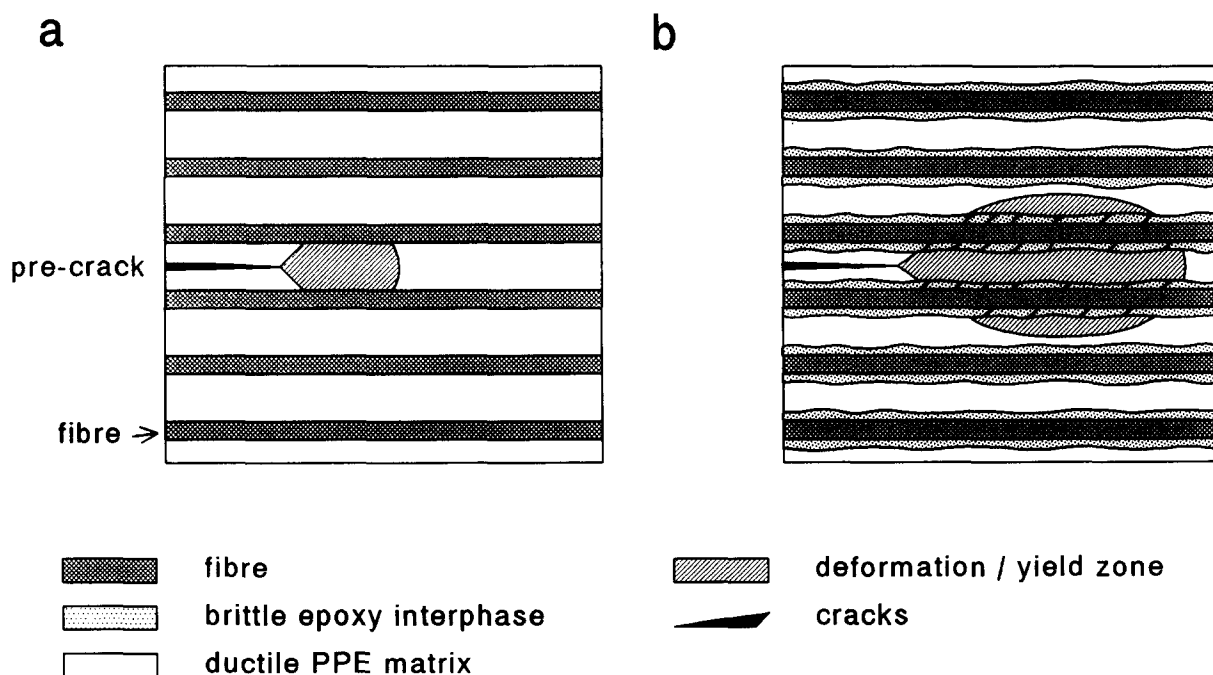 a
b
pre-crack
fibre
fibre
brittle epoxy interphase
ductile PPE matrix
deformation / yield zone
cracks